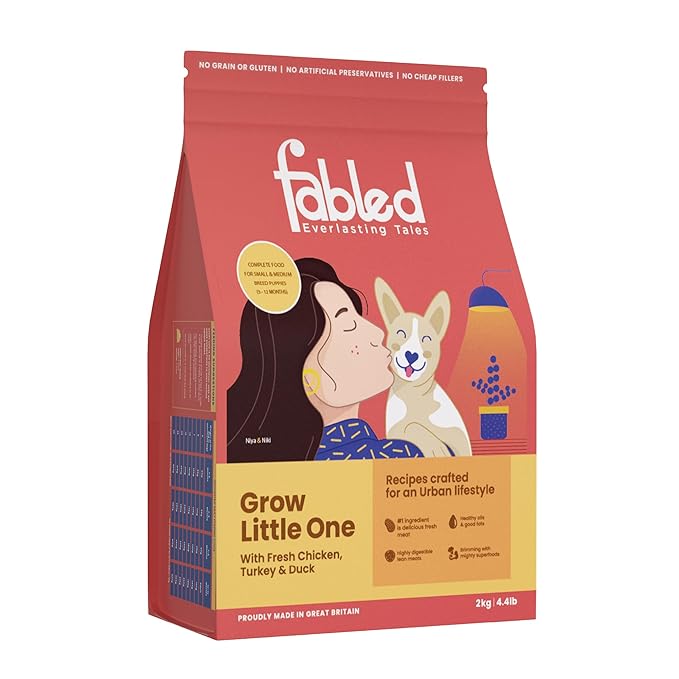 NO GRAIN OR GLUTEN | NO ARTIFICIAL PRESERVATIVES | NO CHEAP FILLERS
fabled
Everlasting Tales
COMPLETE FOOD
FOR SMALL & MEDIUM
BREED PUPPIES
(3-12 MONTHS)
Niya & Niki
Grow
Little One
With Fresh Chicken,
Turkey & Duck
Recipes crafted
for an Urban lifestyle
#1 ingredient
is delicious fresh
meat
Healthy oils
& good fats
Highly digestible
lean meats
Brimming with
mighty superfoods
PROUDLY MADE IN GREAT BRITAIN
2kg | 4.4lb